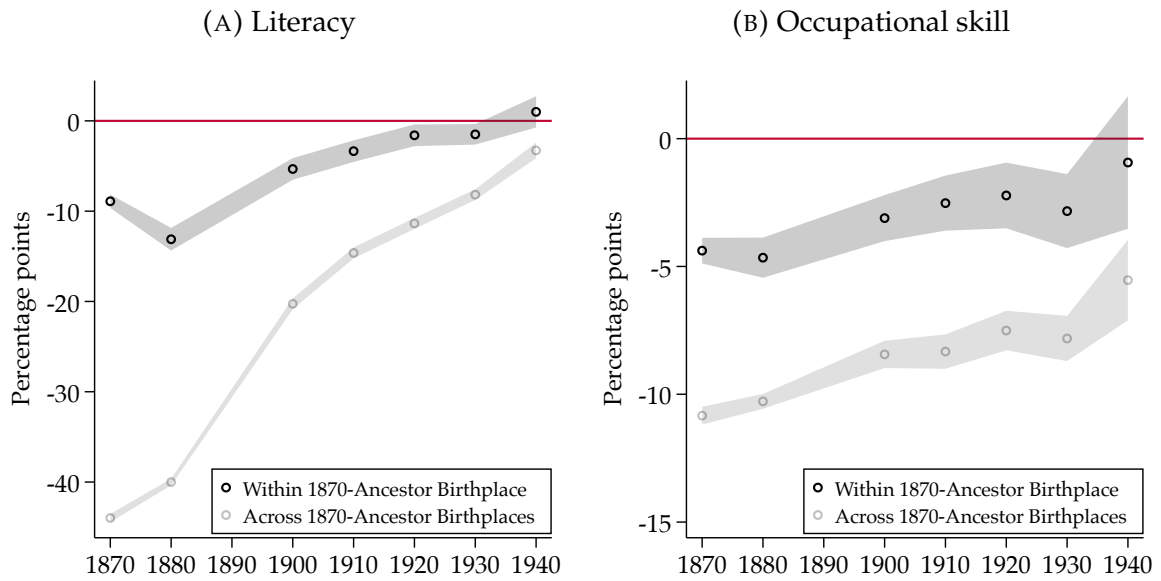 (A) Literacy
Percentage points
0
-10
-20
-30
-40
Within 1870-Ancestor Birthplace
Across 1870-Ancestor Birthplaces
1870 1880 1890 1900 1910 1920 1930 1940
(B) Occupational skill
Percentage points
0
-5
-10
-15
Within 1870-Ancestor Birthplace
Across 1870-Ancestor Birthplaces
1870 1880 1890 1900 1910 1920 1930 1940